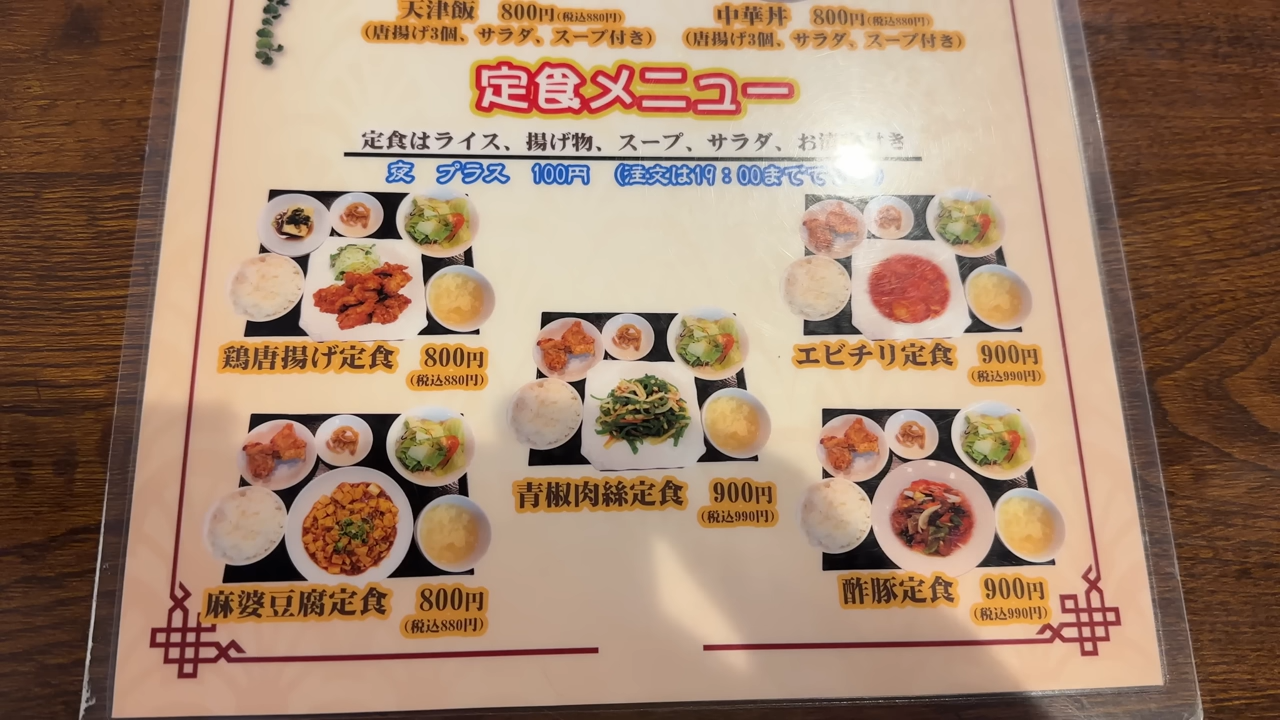 天津飯 800円(税込880円)
(唐揚げ3個、サラダ、スープ付き)
中華丼 800円(税込880円)
(唐揚げ3個、サラダ、スープ付き)
定食メニュー
定食はライス、揚げ物、スープ、サラダ、お付き
夜 プラス 100円 (注文は19:00まで
鶏唐揚げ定食 800円
(税込880円)
エビチリ定食 900円
(税込990円)
青椒肉絲定食 900円
(税込990円)
麻婆豆腐定食 800円
(税込880円)
酢豚定食 900円
(税込990円)